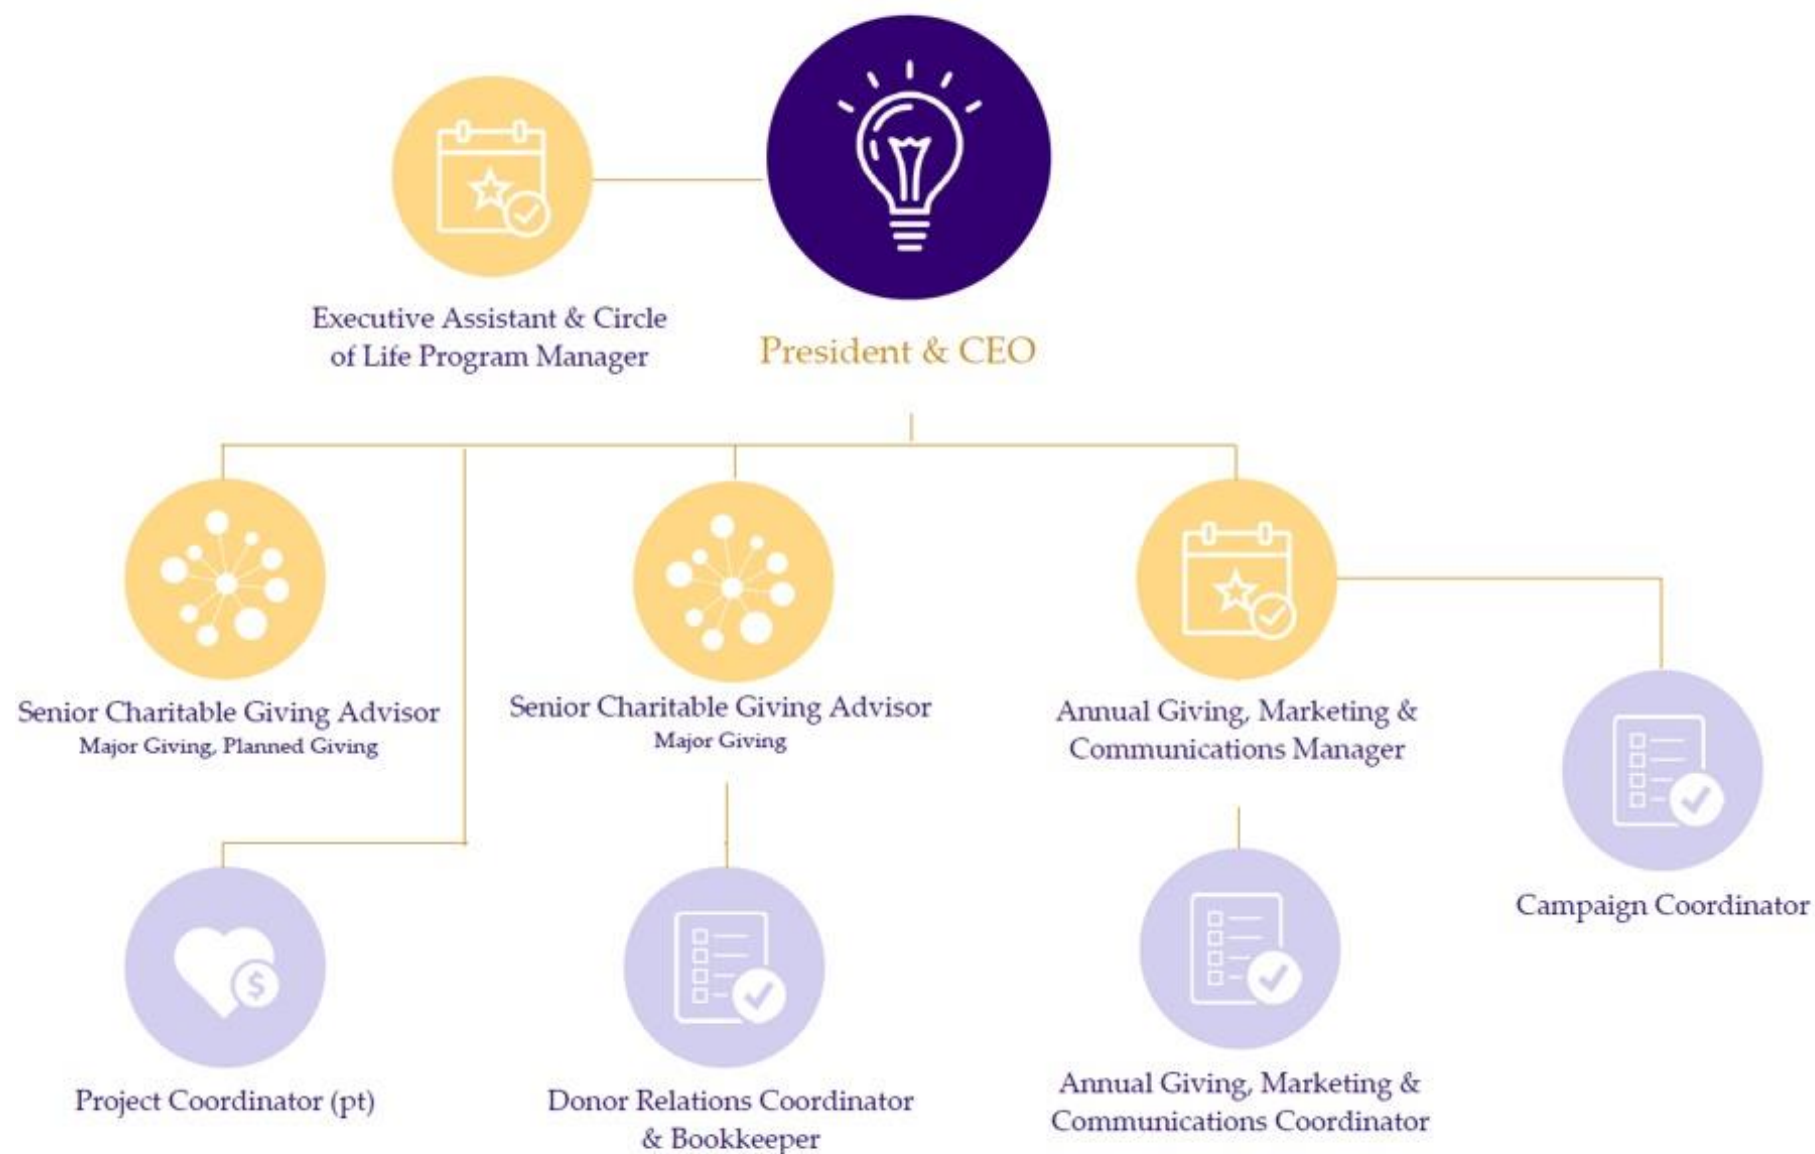 Executive Assistant & Circle
of Life Program Manager
President & CEO
Senior Charitable Giving Advisor
Major Giving, Planned Giving
Senior Charitable Giving Advisor
Major Giving
Annual Giving, Marketing &
Communications Manager
Campaign Coordinator
$
Project Coordinator (pt)
Donor Relations Coordinator
& Bookkeeper
Annual Giving, Marketing &
Communications Coordinator